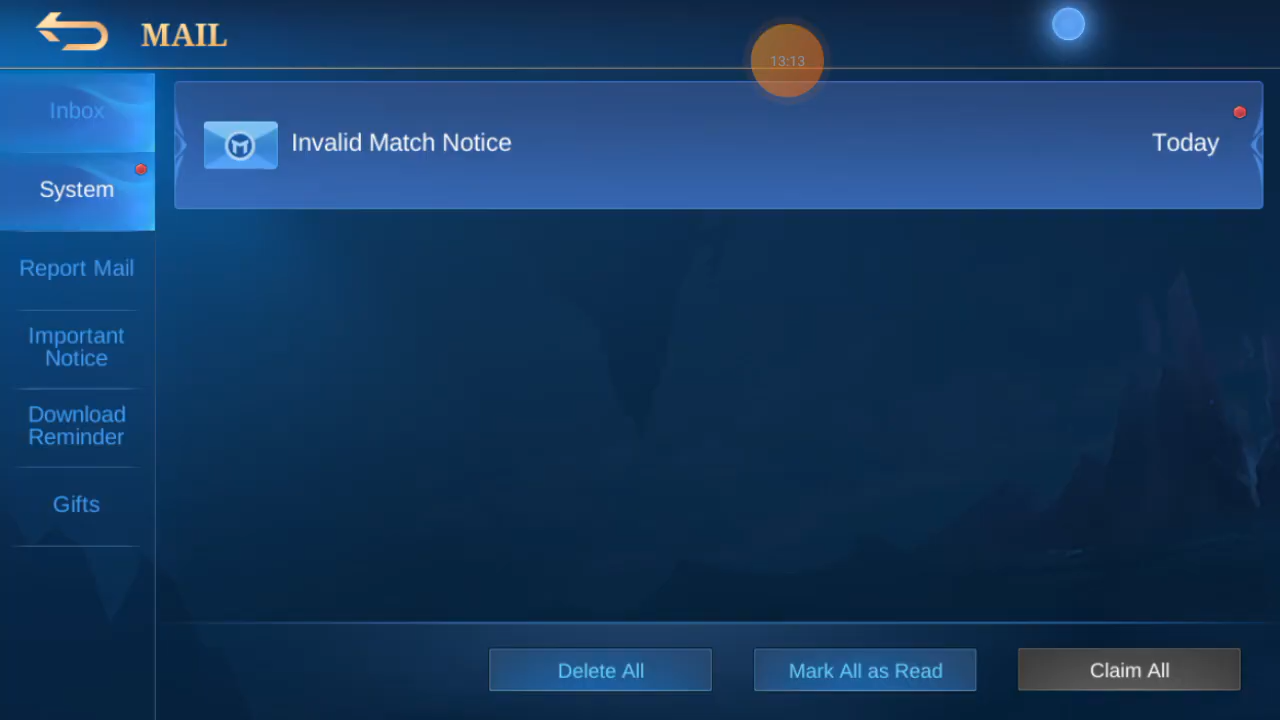 MAIL
13:13
Inbox
Invalid Match Notice
Today
System
Report Mail
Important
Notice
Download
Reminder
Gifts
Delete All
Mark All as Read
Claim All